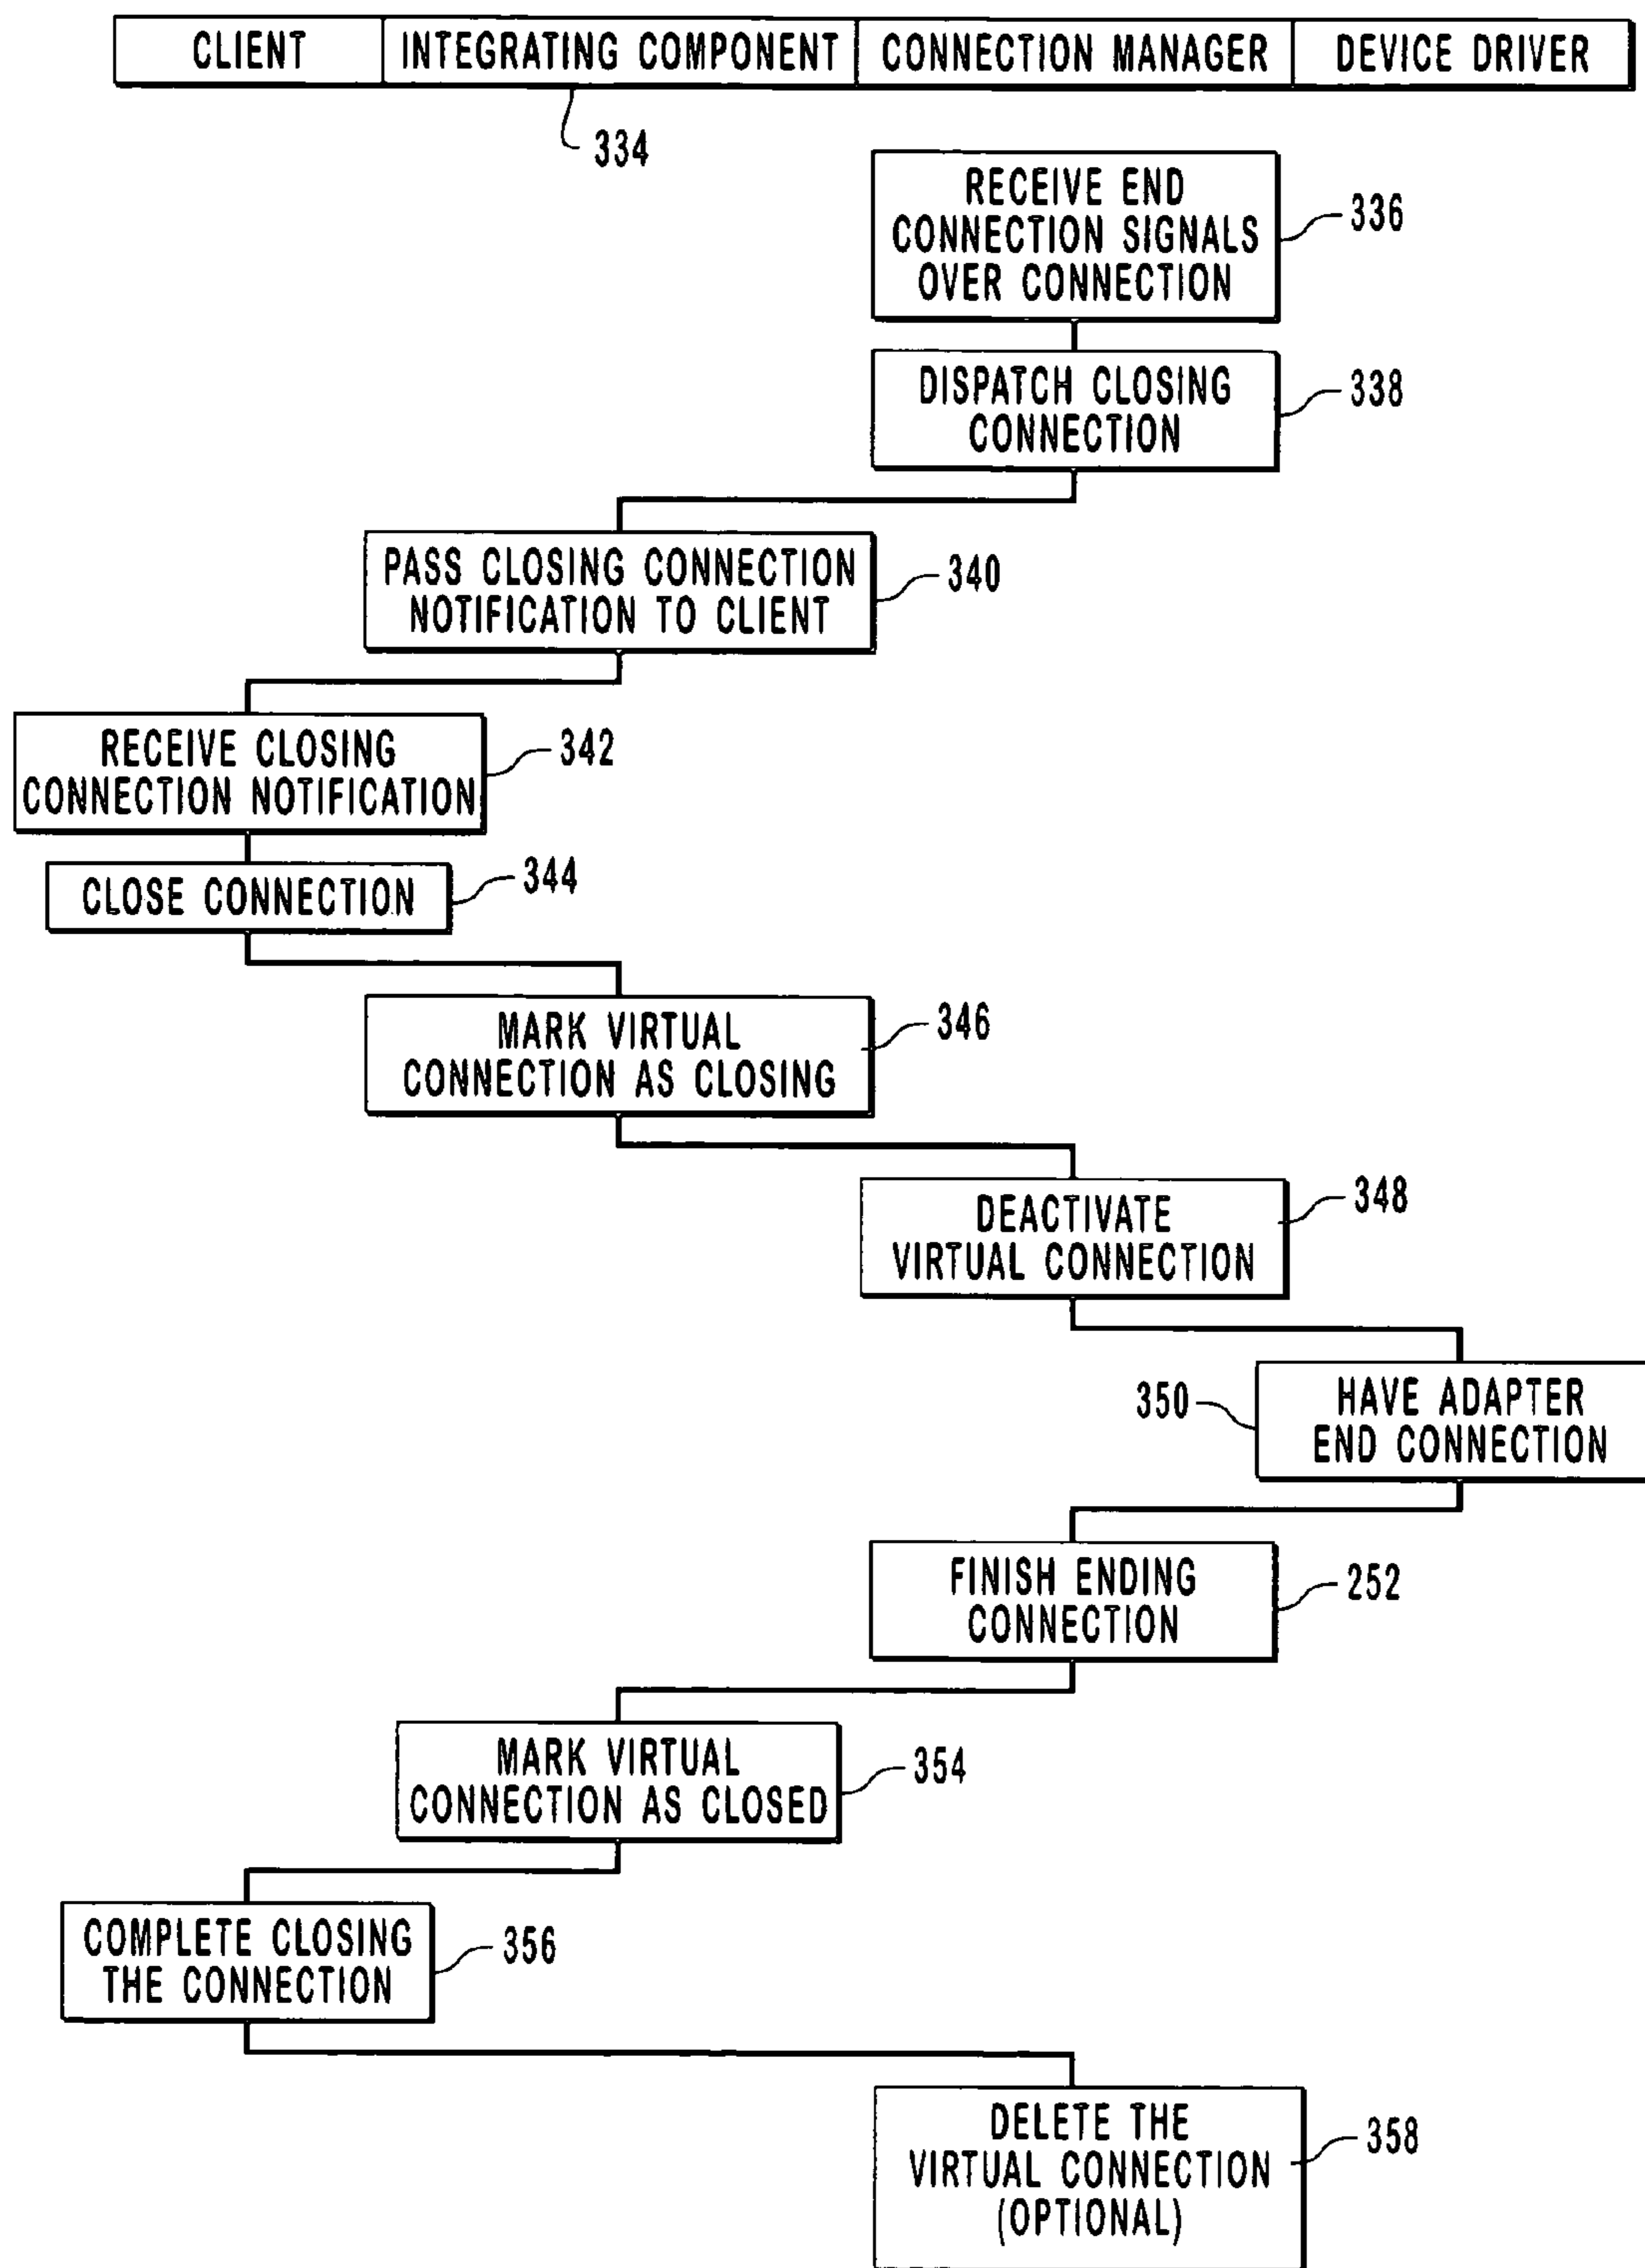 CLIENT INTEGRATING COMPONENT CONNECTION MANAGER DEVICE DRIVER
334
RECEIVE END
CONNECTION SIGNALS
OVER CONNECTION
336
DISPATCH CLOSING
CONNECTION
338
PASS CLOSING CONNECTION
NOTIFICATION TO CLIENT
340
RECEIVE CLOSING
CONNECTION NOTIFICATION
342
CLOSE CONNECTION
344
MARK VIRTUAL
CONNECTION AS CLOSING
346
DEACTIVATE
VIRTUAL CONNECTION
348
350
HAVE ADAPTER
END CONNECTION
FINISH ENDING
CONNECTION
252
MARK VIRTUAL
CONNECTION AS CLOSED
354
COMPLETE CLOSING
THE CONNECTION
356
DELETE THE
VIRTUAL CONNECTION
(OPTIONAL)
358